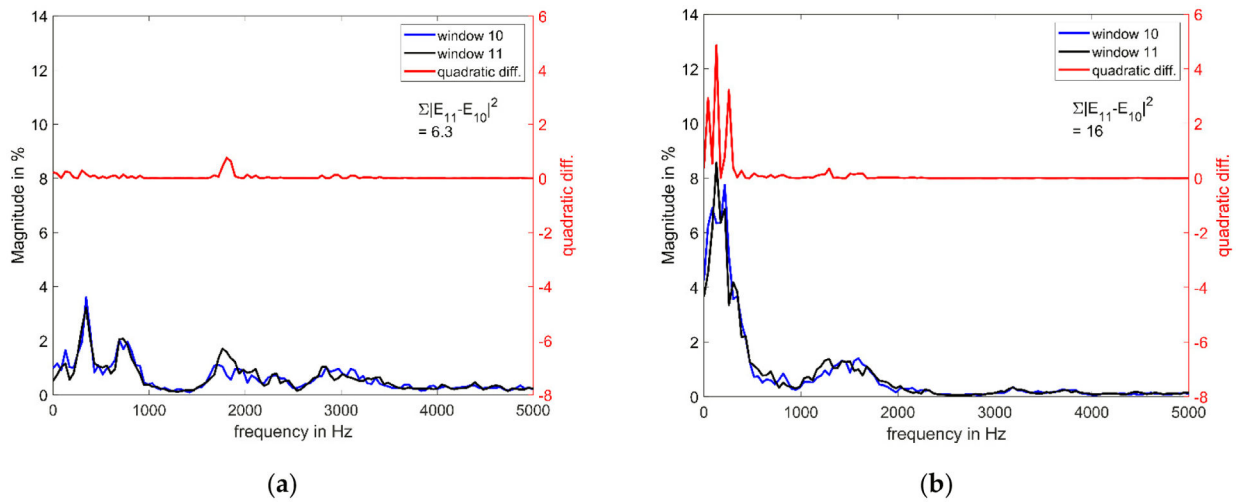 14
12
10
8
6
4
2
0
Magnitude in %
window 10
window 11
quadratic diff.
Σ|E11-E10|2
= 6.3
6
4
2
0
-2
-4
-6
-8
quadratic diff.
0
1000
2000
3000
4000
5000
frequency in Hz
(a)
14
12
10
8
6
4
2
0
Magnitude in %
window 10
window 11
quadratic diff.
Σ|E11-E10|2
= 16
6
4
2
0
-2
-4
-6
-8
quadratic diff.
0
1000
2000
3000
4000
5000
frequency in Hz
(b)